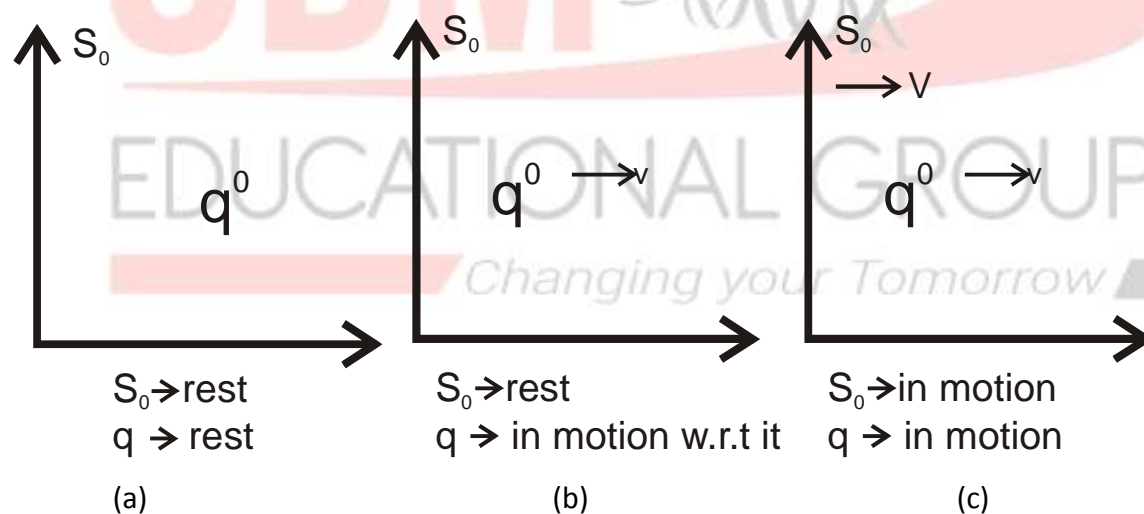 S₀
S₀
S₀
→ V
q⁰
q⁰ → v
q⁰ → v
EDUCATIONAL GROUP
Changing your Tomorrow
S₀→rest
q → rest
S₀→rest
q → in motion w.r.t it
S₀→in motion
q → in motion
(a)
(b)
(c)